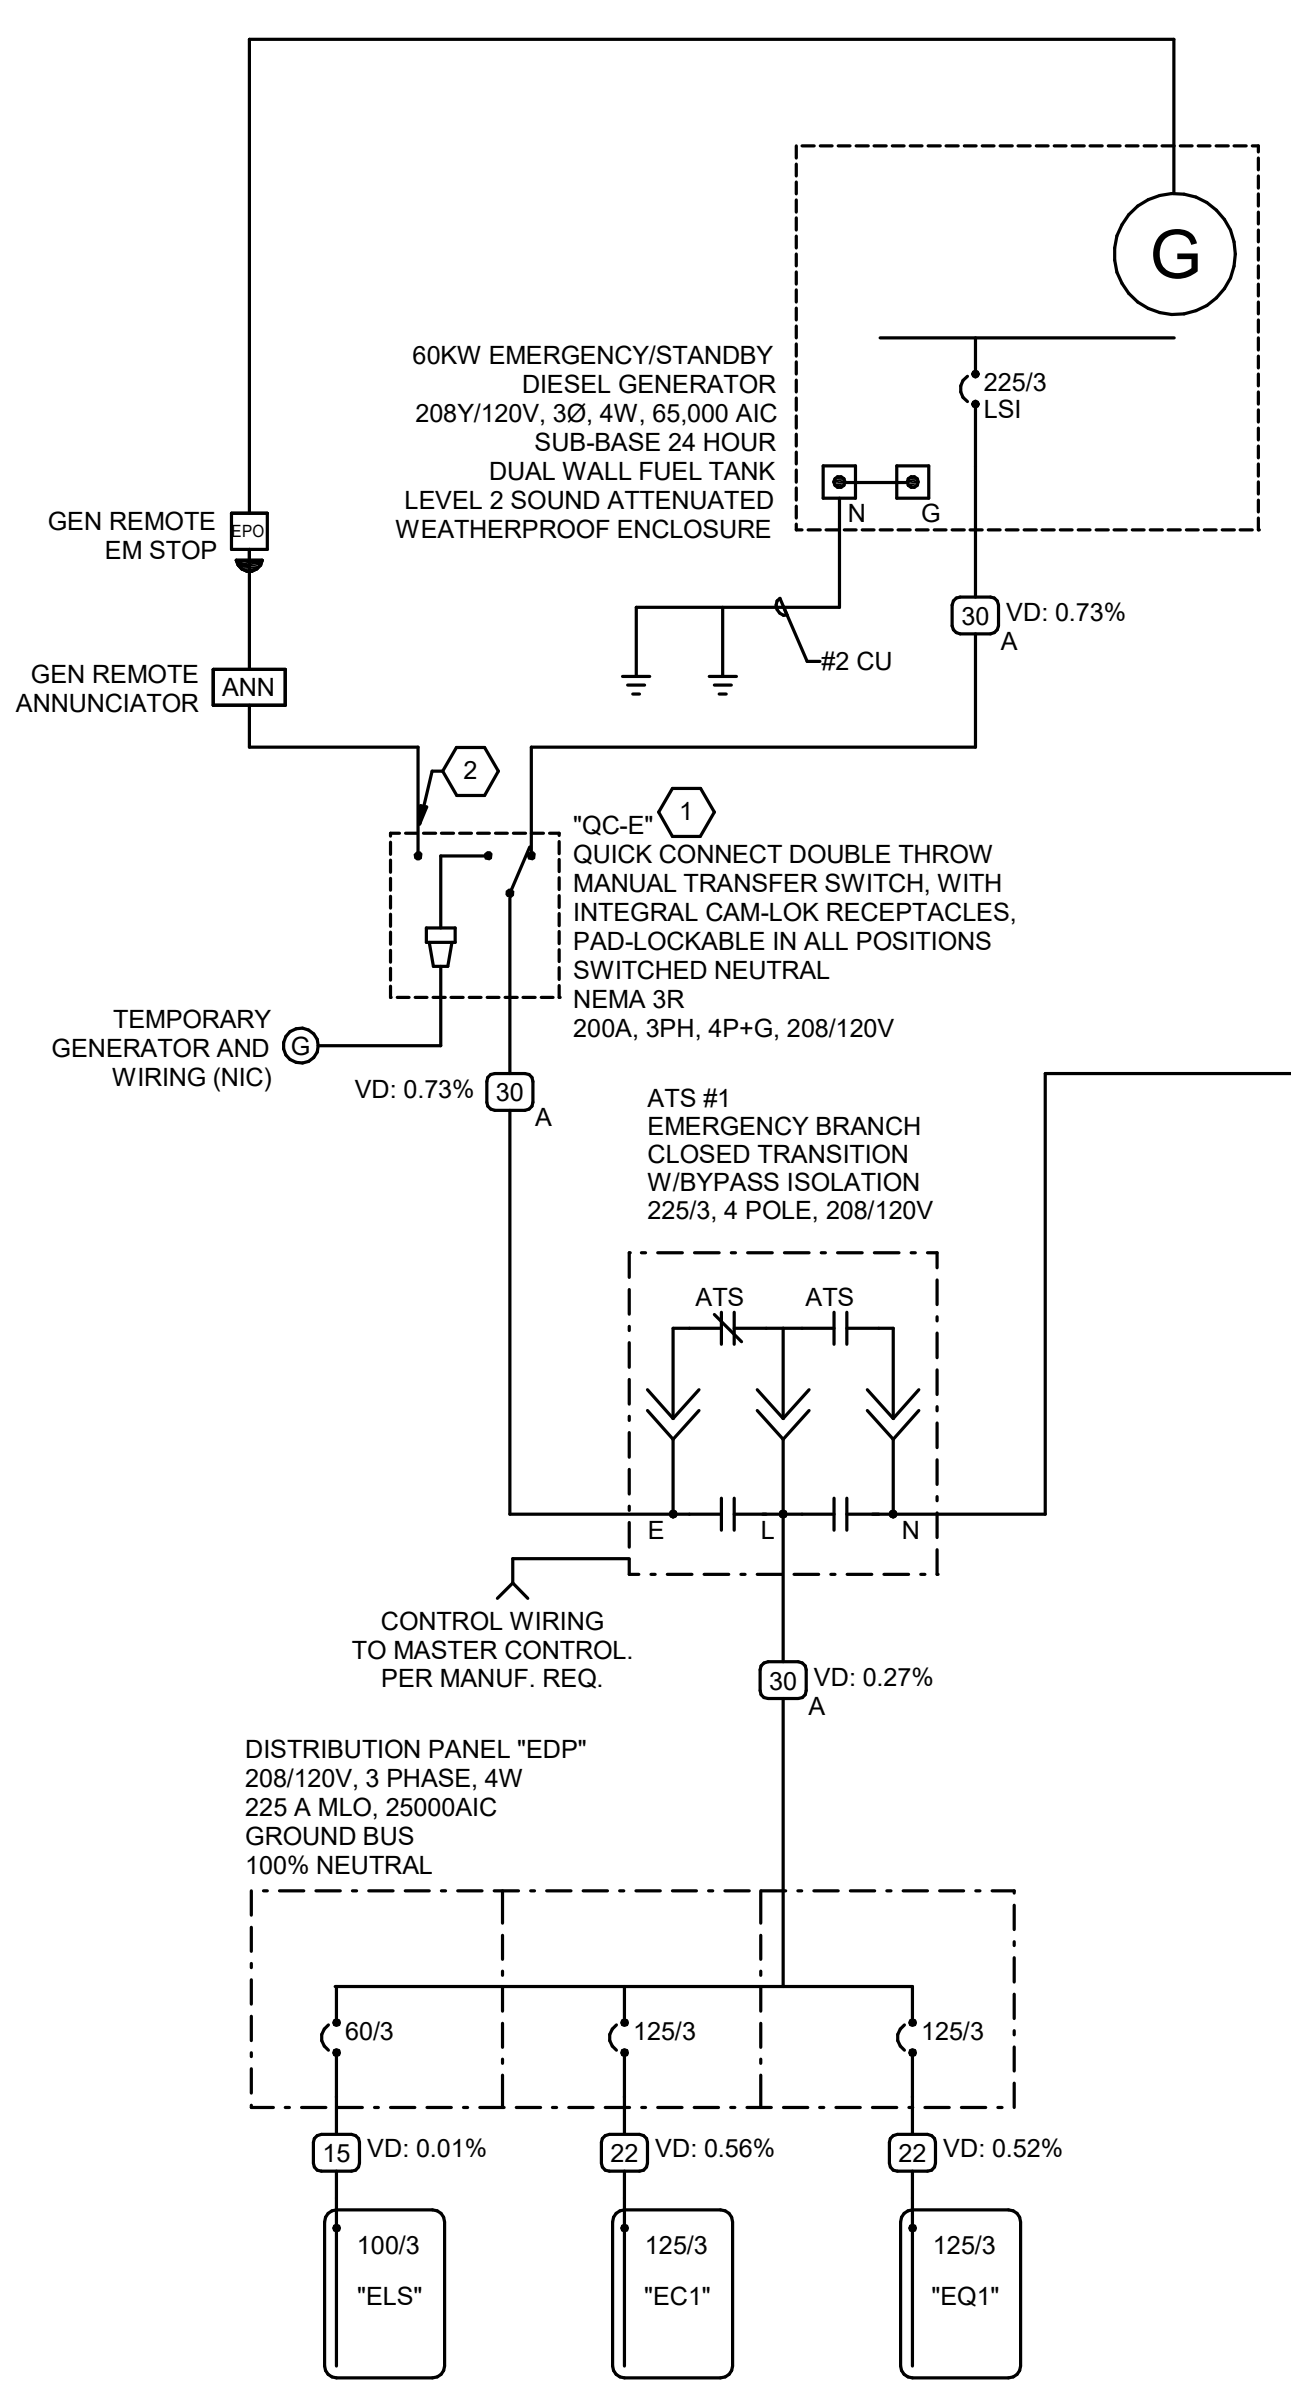 G
60KW EMERGENCY/STANDBY
DIESEL GENERATOR
208Y/120V, 3Ø, 4W, 65,000 AIC
SUB-BASE 24 HOUR
DUAL WALL FUEL TANK
LEVEL 2 SOUND ATTENUATED
WEATHERPROOF ENCLOSURE
225/3
LSI
N
G
GEN REMOTE
EM STOP
EPO
30
VD: 0.73%
A
#2 CU
GEN REMOTE
ANNUNCIATOR
ANN
2
1
"QC-E"
QUICK CONNECT DOUBLE THROW
MANUAL TRANSFER SWITCH, WITH
INTEGRAL CAM-LOK RECEPTACLES,
PAD-LOCKABLE IN ALL POSITIONS
SWITCHED NEUTRAL
NEMA 3R
200A, 3PH, 4P+G, 208/120V
TEMPORARY
GENERATOR AND
WIRING (NIC)
G
VD: 0.73%
30
A
ATS #1
EMERGENCY BRANCH
CLOSED TRANSITION
W/BYPASS ISOLATION
225/3, 4 POLE, 208/120V
ATS
ATS
E
L
N
CONTROL WIRING
TO MASTER CONTROL.
PER MANUF. REQ.
30
VD: 0.27%
A
DISTRIBUTION PANEL "EDP"
208/120V, 3 PHASE, 4W
225 A MLO, 25000AIC
GROUND BUS
100% NEUTRAL
60/3
125/3
125/3
15
VD: 0.01%
22
VD: 0.56%
22
VD: 0.52%
100/3
"ELS"
125/3
"EC1"
125/3
"EQ1"